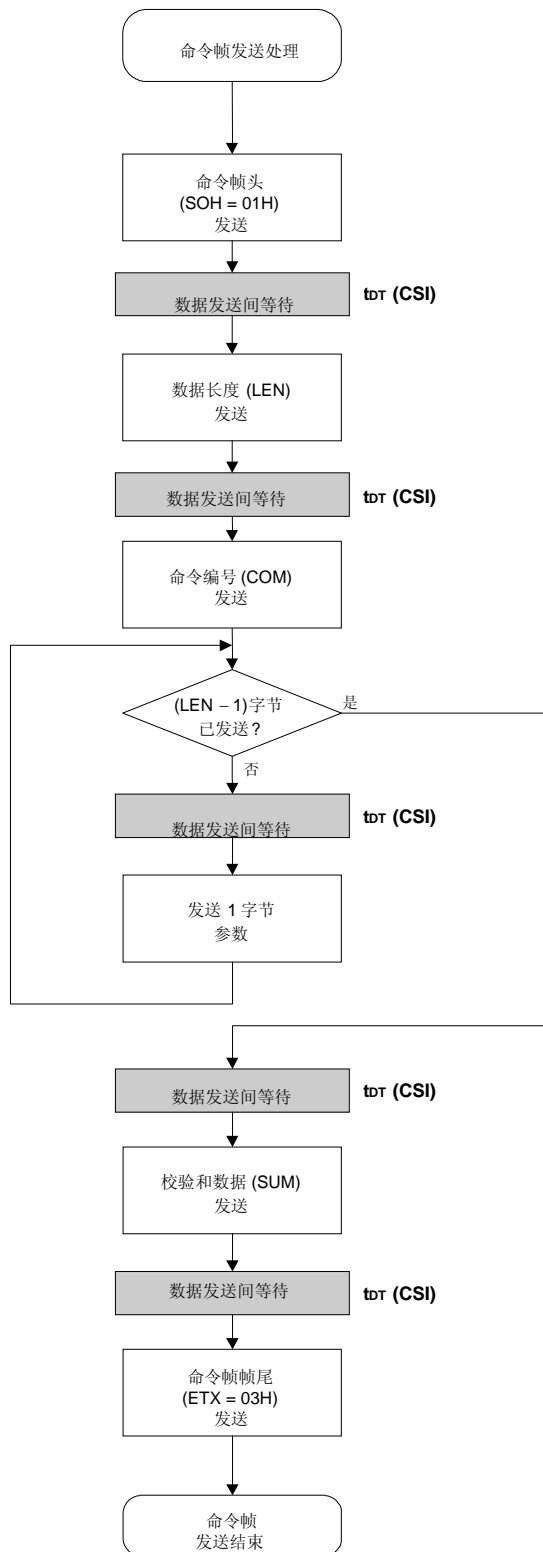 命令帧发送处理
命令帧头
(SOH = 01H)
发送
数据发送间等待
tDT (CSI)
数据长度 (LEN)
发送
数据发送间等待
tDT (CSI)
命令编号 (COM)
发送
(LEN – 1)字节
已发送?
是
否
数据发送间等待
tDT (CSI)
发送 1 字节
参数
数据发送间等待
tDT (CSI)
校验和数据 (SUM)
发送
数据发送间等待
tDT (CSI)
命令帧帧尾
(ETX = 03H)
发送
命令帧
发送结束